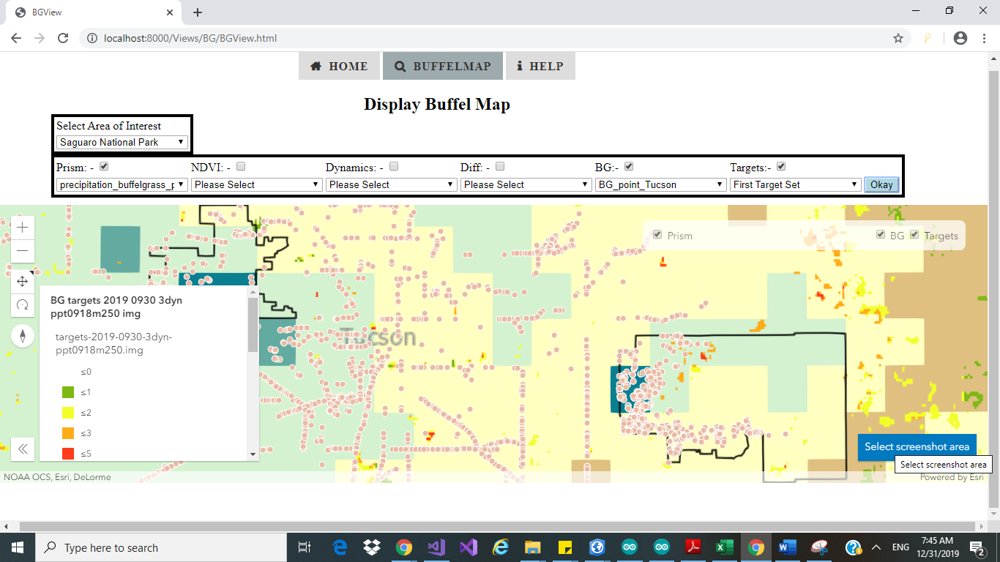 BGView
localhost:8000/Views/BG/BGView.html
HOME BUFFELMAP HELP
Display Buffel Map
Select Area of Interest
Saguaro National Park
Prism: - NDVI: - Dynamics: - Diff: - BG:- Targets:-
precipitation_buffelgrass_p Please Select Please Select Please Select BG_point_Tucson First Target Set Okay
Prism BG Targets
BG targets 2019 0930 3dyn
ppt0918m250 img
targets-2019-0930-3dyn-
ppt0918m250.img
≤0
≤1
≤2
≤3
≤5
Tucson
Select screenshot area
Select screenshot area
NOAA OCS, Esri, DeLorme Powered by Esri
Type here to search
ENG
7:45 AM
12/31/2019
2